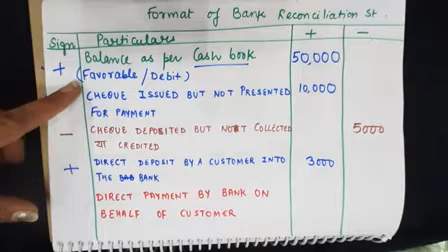 Format of Bank Reconciliation St.
Sign Particulars + -
+ Balance as per Cash book 50,000
(Favorable/Debit)
CHEQUE ISSUED BUT NOT PRESENTED 10,000
FOR PAYMENT
- CHEQUE DEPOSITED BUT NOT COLLECTED 5000
या CREDITED
+ DIRECT DEPOSIT BY A CUSTOMER INTO 3000
THE BANK
DIRECT PAYMENT BY BANK ON
BEHALF OF CUSTOMER